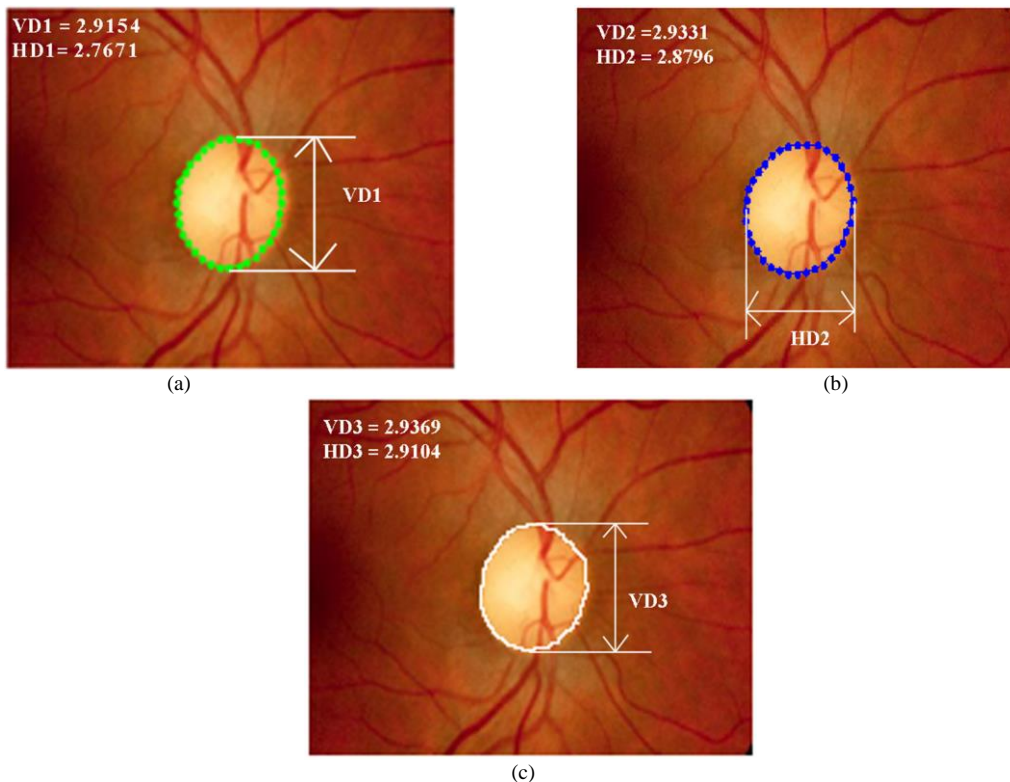 VD1 = 2.9154
HD1= 2.7671
VD1
(a)
VD2 =2.9331
HD2 = 2.8796
HD2
(b)
VD3 = 2.9369
HD3 = 2.9104
VD3
(c)